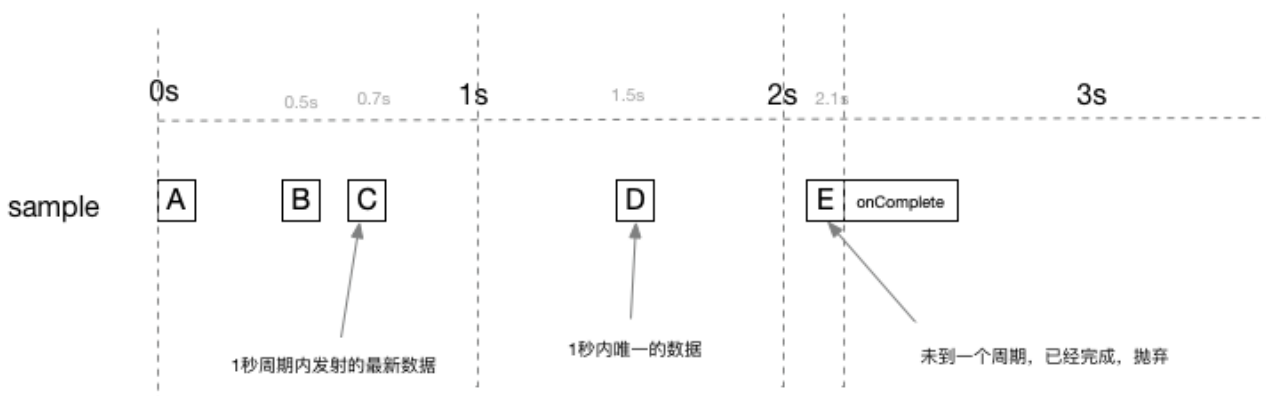 0s
0.5s
0.7s
1s
1.5s
2s
2.1s
3s
sample
A
B
C
D
E
onComplete
1秒周期内发射的最新数据
1秒内唯一的数据
未到一个周期，已经完成，抛弃